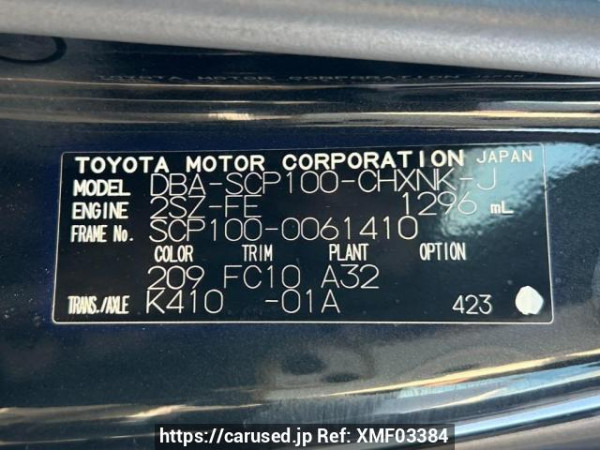 TOYOTA MOTOR CORPORATION JAPAN
MODEL DBA-SCP100-CHXNK-J
ENGINE 2SZ-FE 1296 mL
FRAME No. SCP100-0061410
COLOR TRIM PLANT OPTION
209 FC10 A32
TRANS./AXLE K410 -01A 423
https://carused.jp Ref. XMF03384